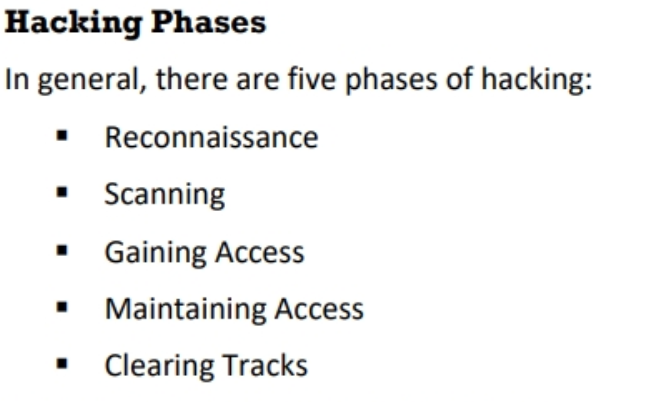 Hacking Phases
In general, there are five phases of hacking:
▪ Reconnaissance
▪ Scanning
▪ Gaining Access
▪ Maintaining Access
▪ Clearing Tracks